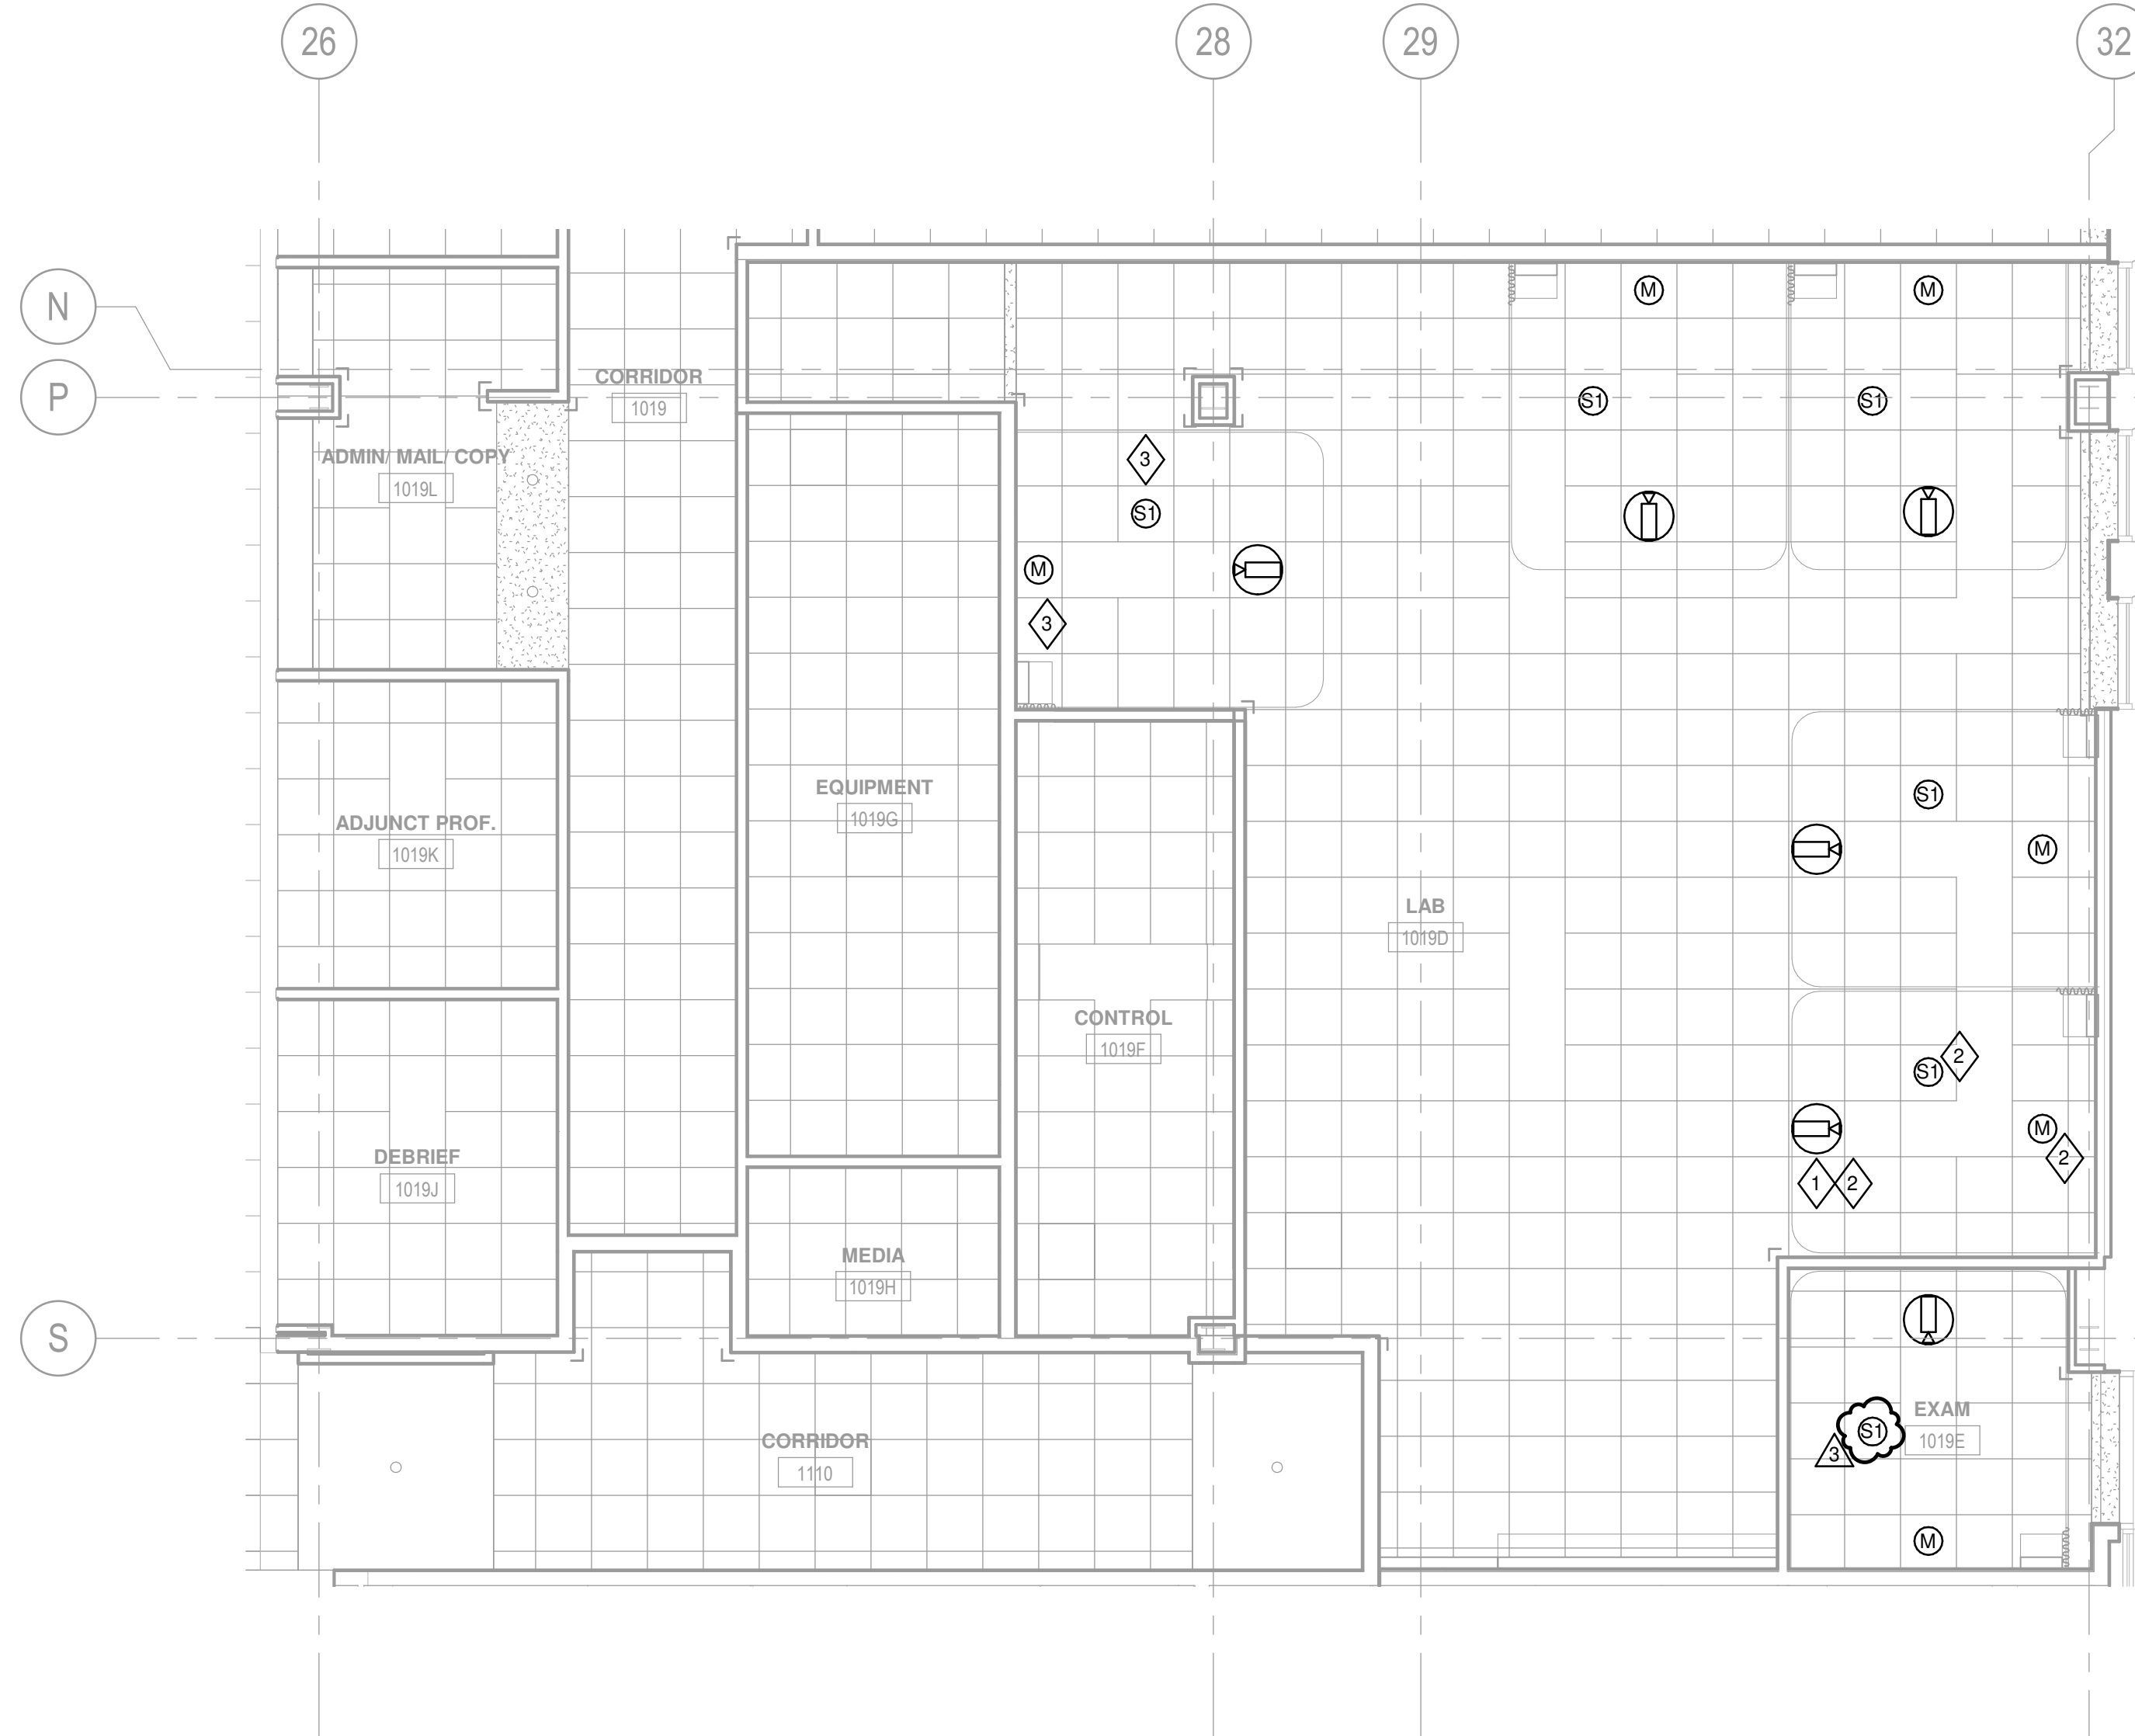 26
28
29
32
N
P
S
M
M
CORRIDOR
1019
S1
S1
ADMIN/ MAIL/ COPY
1019L
3
S1
M
3
EQUIPMENT
1019G
S1
ADJUNCT PROF.
1019K
M
LAB
1019D
CONTROL
1019F
2
S1
M
2
DEBRIEF
1019J
1
2
MEDIA
1019H
EXAM
1019E
S1
3
CORRIDOR
1110
M